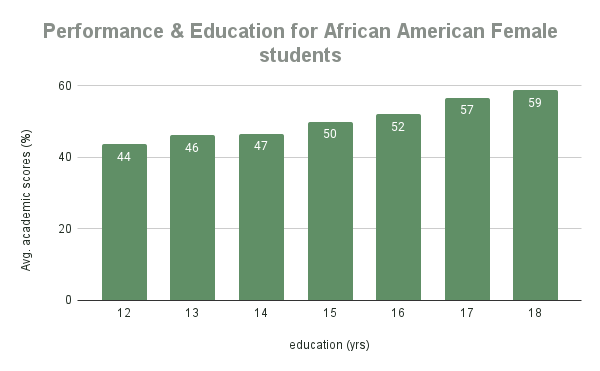 Performance & Education for African American Female
students
Avg. academic scores (%)
60
40
20
0
44
46
47
50
52
57
59
12 13 14 15 16 17 18
education (yrs)